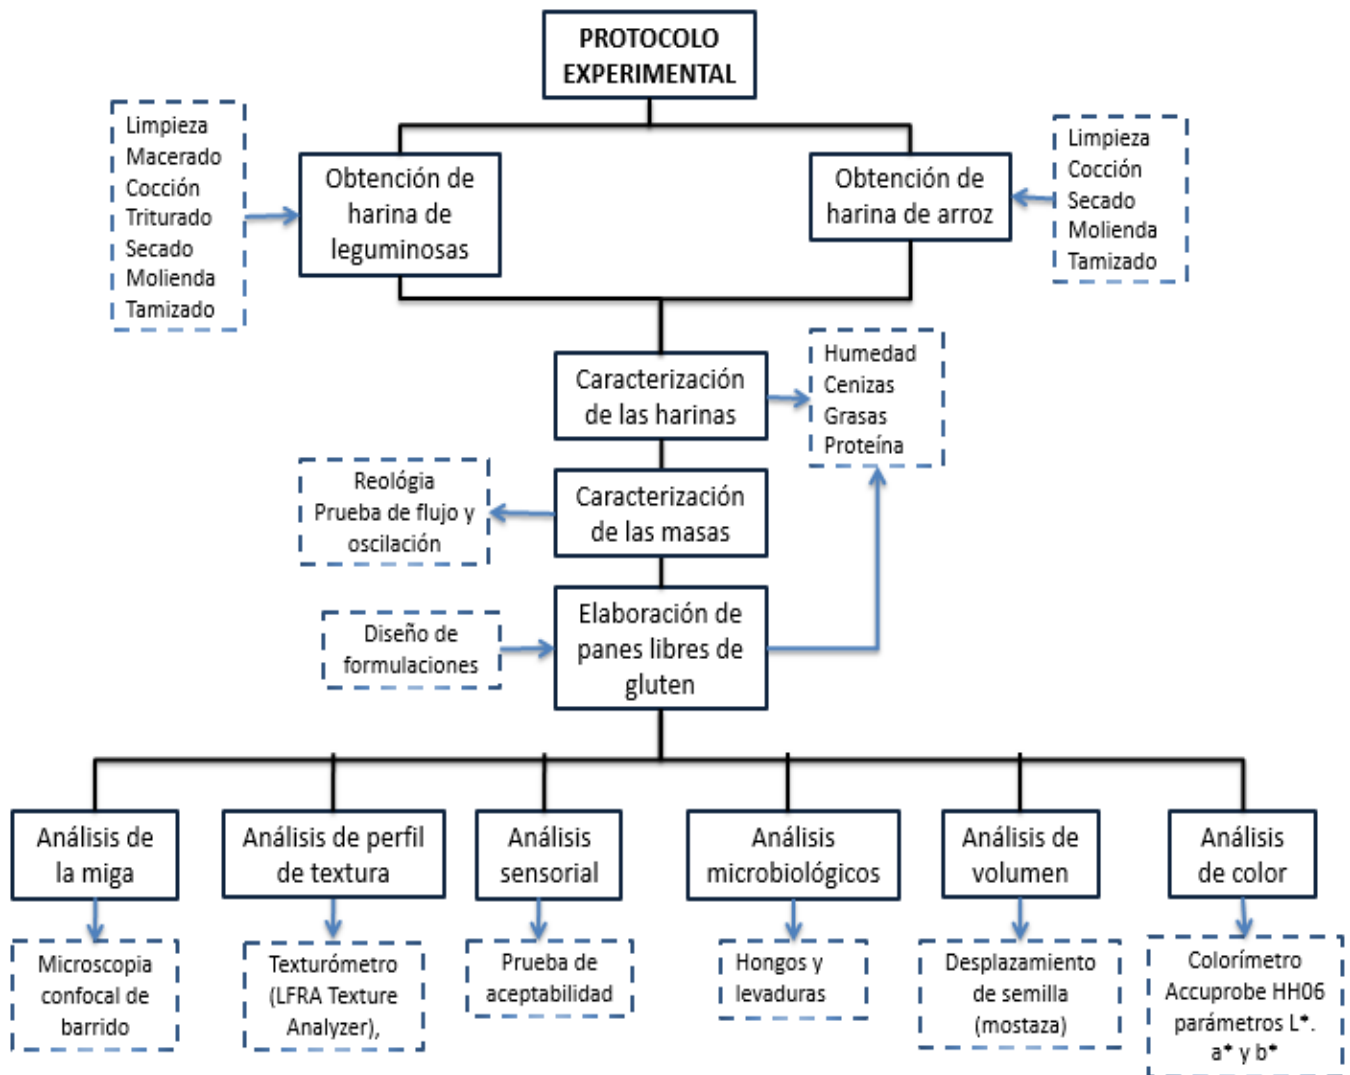 PROTOCOLO
EXPERIMENTAL
Limpieza
Macerado
Cocción
Triturado
Secado
Molienda
Tamizado
Obtención de
harina de
leguminosas
Obtención de
harina de arroz
Limpieza
Cocción
Secado
Molienda
Tamizado
Caracterización
de las harinas
Humedad
Cenizas
Grasas
Proteína
Reológia
Prueba de flujo y
oscilación
Caracterización
de las masas
Diseño de
formulaciones
Elaboración de
panes libres de
gluten
Análisis de
la miga
Análisis de perfil
de textura
Análisis
sensorial
Análisis
microbiológicos
Análisis de
volumen
Análisis
de color
Microscopia
confocal de
barrido
Texturómetro
(LFRA Texture
Analyzer),
Prueba de
aceptabilidad
Hongos y
levaduras
Desplazamiento
de semilla
(mostaza)
Colorímetro
Accuprobe HH06
parámetros L*.
a* y b*